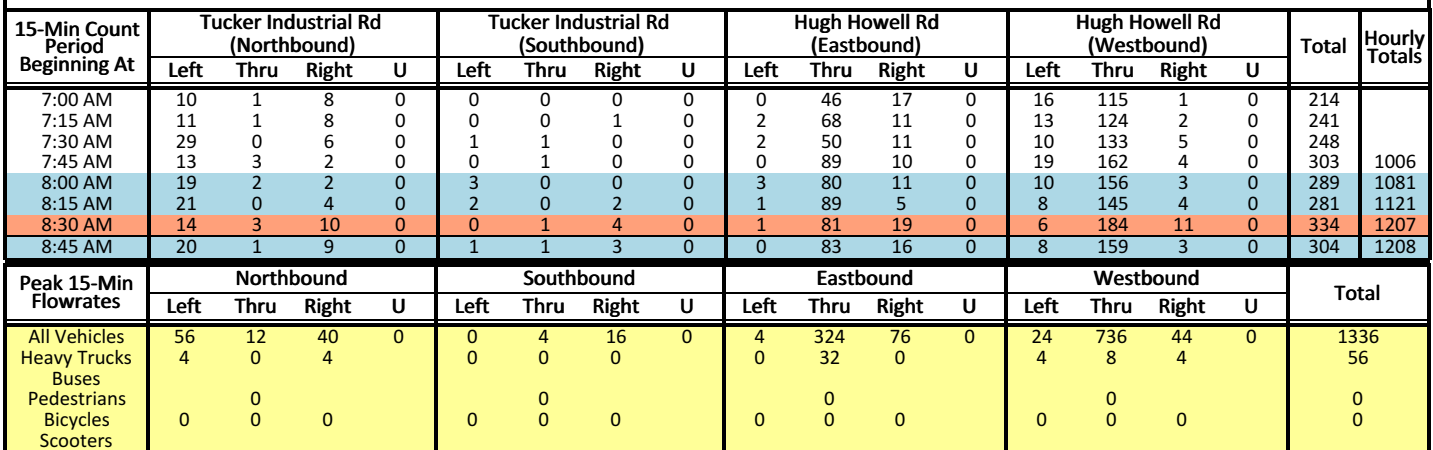 15-Min Count Period Beginning At | Tucker Industrial Rd (Northbound) | Tucker Industrial Rd (Southbound) | Hugh Howell Rd (Eastbound) | Hugh Howell Rd (Westbound) | Total | Hourly Totals
Left Thru Right U Left Thru Right U Left Thru Right U Left Thru Right U
7:00 AM 10 1 8 0 0 0 0 0 0 46 17 0 16 115 1 0 214
7:15 AM 11 1 8 0 0 0 1 0 2 68 11 0 13 124 2 0 241
7:30 AM 29 0 6 0 1 1 0 0 2 50 11 0 10 133 5 0 248
7:45 AM 13 3 2 0 0 1 0 0 0 89 10 0 19 162 4 0 303 1006
8:00 AM 19 2 2 0 3 0 0 0 3 80 11 0 10 156 3 0 289 1081
8:15 AM 21 0 4 0 2 0 2 0 1 89 5 0 8 145 4 0 281 1121
8:30 AM 14 3 10 0 0 1 4 0 1 81 19 0 6 184 11 0 334 1207
8:45 AM 20 1 9 0 1 1 3 0 0 83 16 0 8 159 3 0 304 1208
Peak 15-Min Flowrates | Northbound | Southbound | Eastbound | Westbound | Total
Left Thru Right U Left Thru Right U Left Thru Right U Left Thru Right U
All Vehicles 56 12 40 0 0 4 16 0 4 324 76 0 24 736 44 0 1336
Heavy Trucks 4 0 4 0 0 0 0 32 0 4 8 4 56
Buses
Pedestrians 0 0 0 0 0
Bicycles 0 0 0 0 0 0 0 0 0 0 0 0 0
Scooters